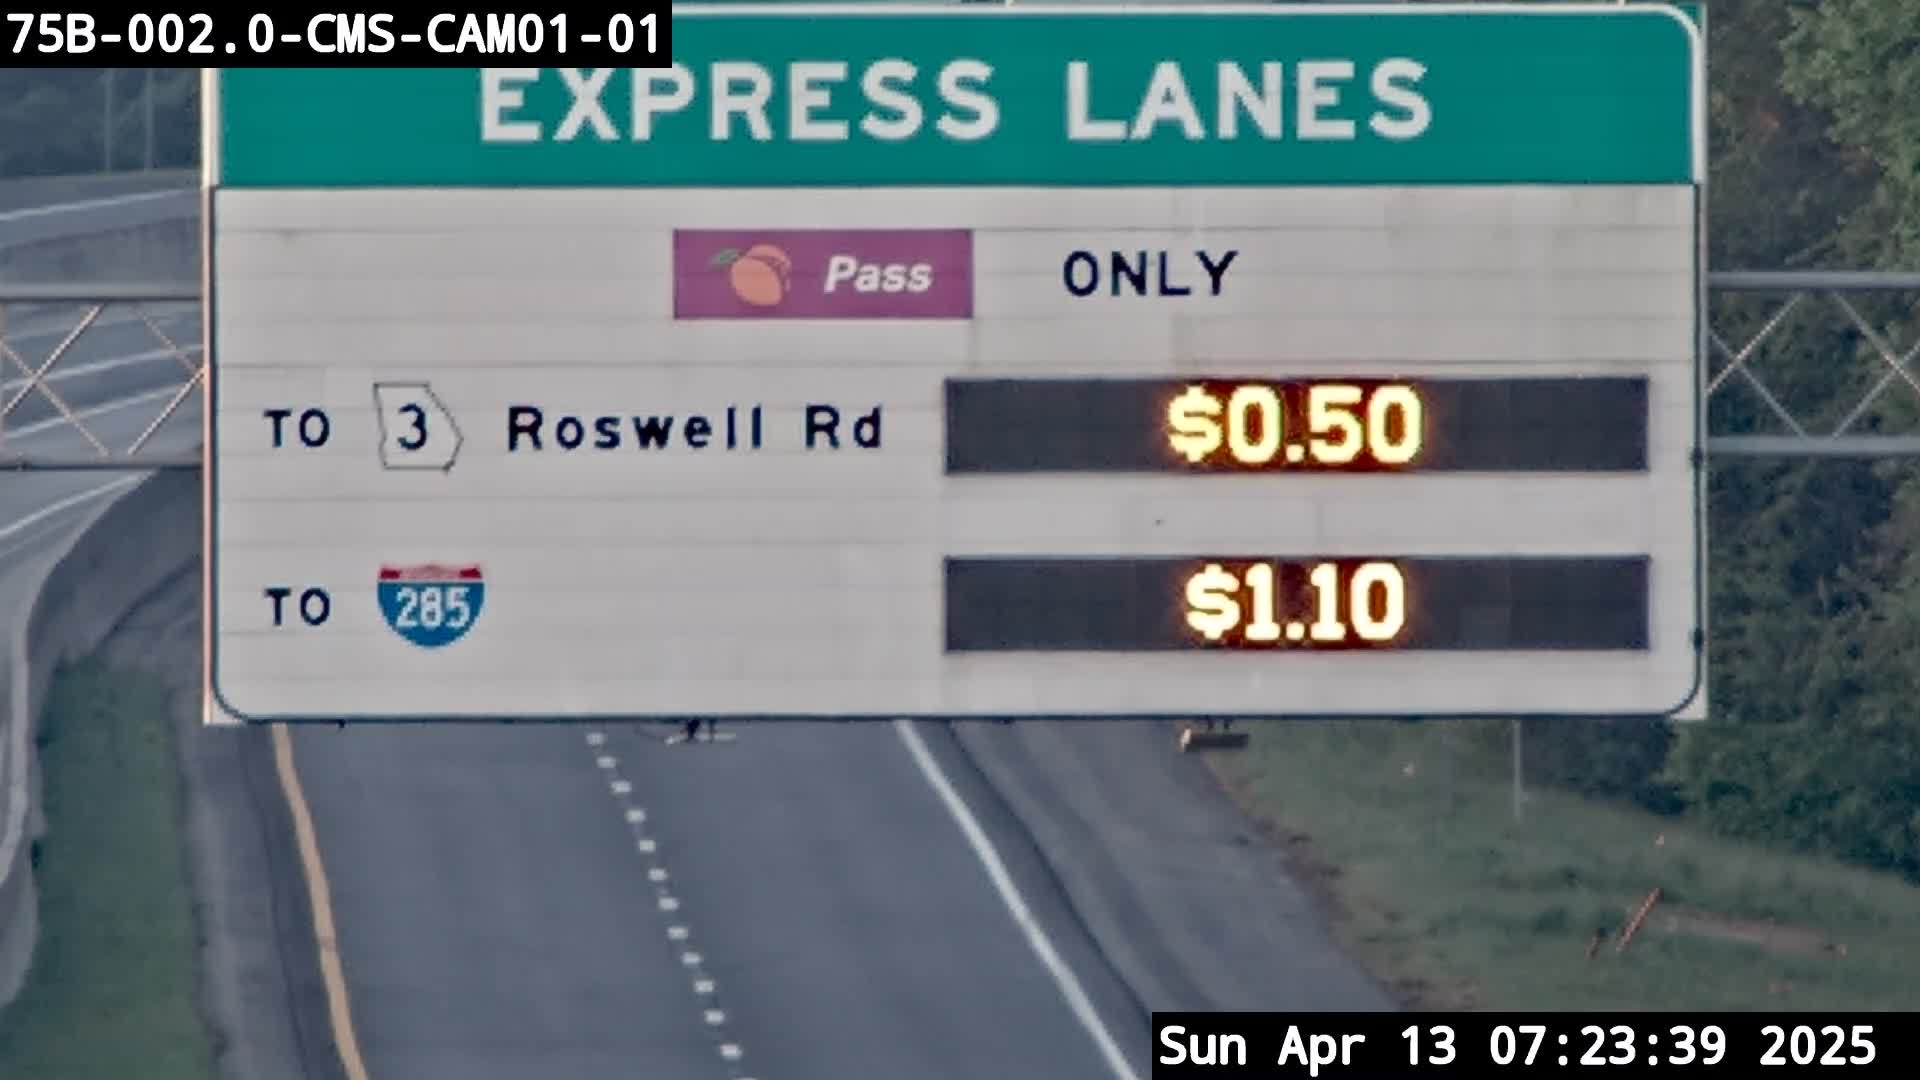 75B-002.0-CMS-CAM01-01
EXPRESS LANES
Pass ONLY
TO 3 Roswell Rd $0.50
TO 285 $1.10
Sun Apr 13 07:23:39 2025